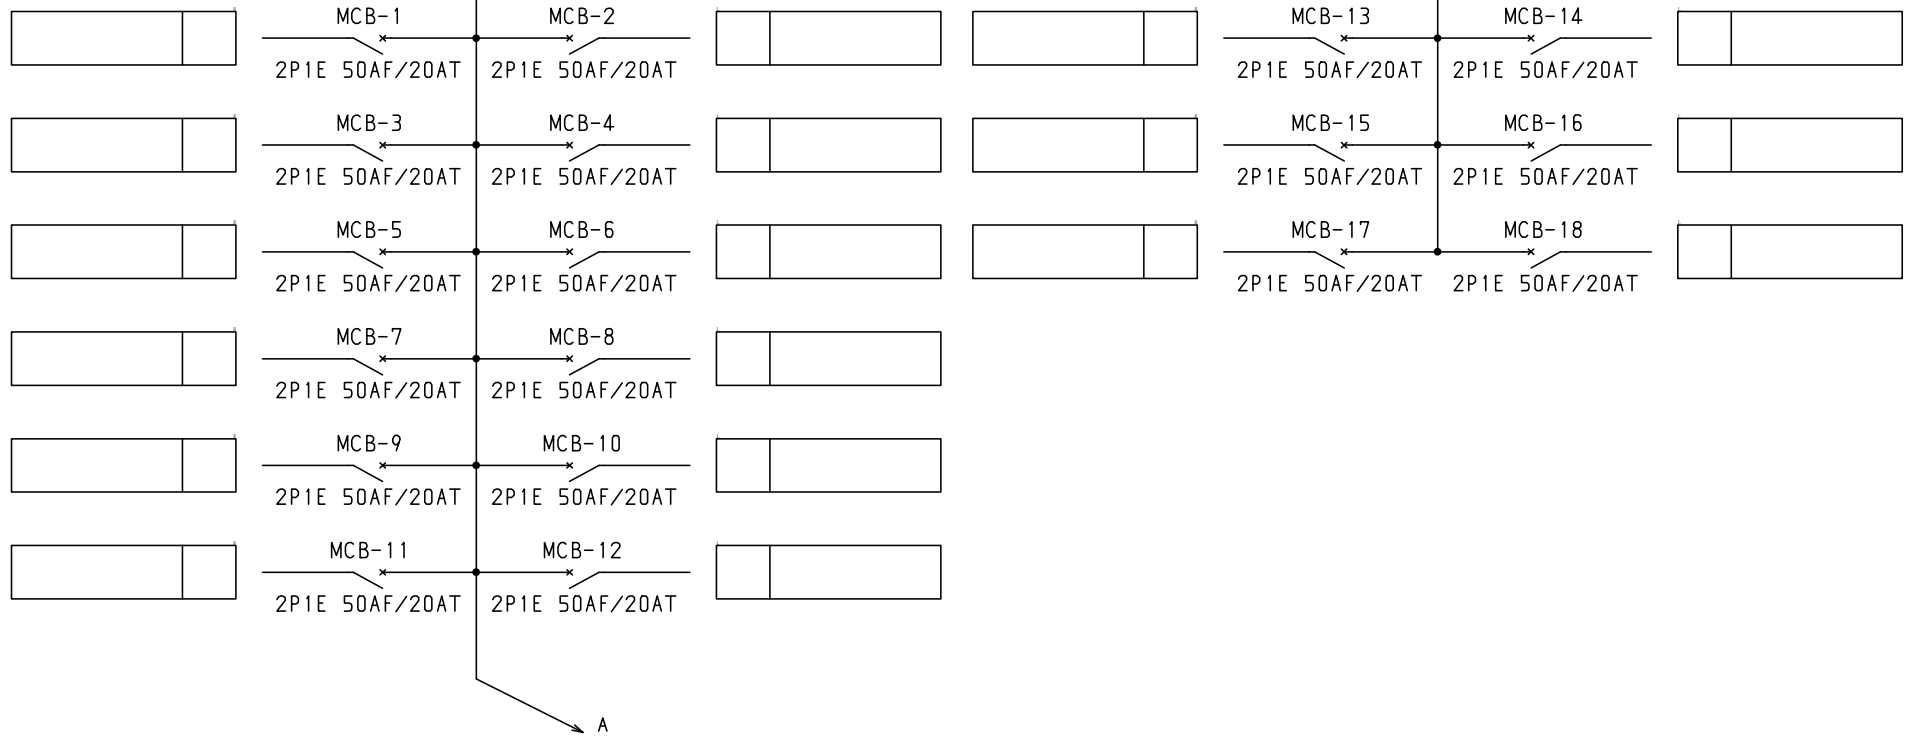 MCB-1 MCB-2 MCB-13 MCB-14
2P1E 50AF/20AT 2P1E 50AF/20AT 2P1E 50AF/20AT 2P1E 50AF/20AT
MCB-3 MCB-4 MCB-15 MCB-16
2P1E 50AF/20AT 2P1E 50AF/20AT 2P1E 50AF/20AT 2P1E 50AF/20AT
MCB-5 MCB-6 MCB-17 MCB-18
2P1E 50AF/20AT 2P1E 50AF/20AT 2P1E 50AF/20AT 2P1E 50AF/20AT
MCB-7 MCB-8
2P1E 50AF/20AT 2P1E 50AF/20AT
MCB-9 MCB-10
2P1E 50AF/20AT 2P1E 50AF/20AT
MCB-11 MCB-12
2P1E 50AF/20AT 2P1E 50AF/20AT
A